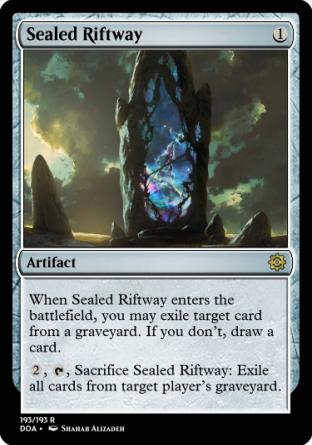 Sealed Riftway 1
Artifact
When Sealed Riftway enters the
battlefield, you may exile target card
from a graveyard. If you don't, draw a
card.
2 , , Sacrifice Sealed Riftway: Exile
all cards from target player's graveyard.
193/193 R
DOA • Shahab Alizadeh